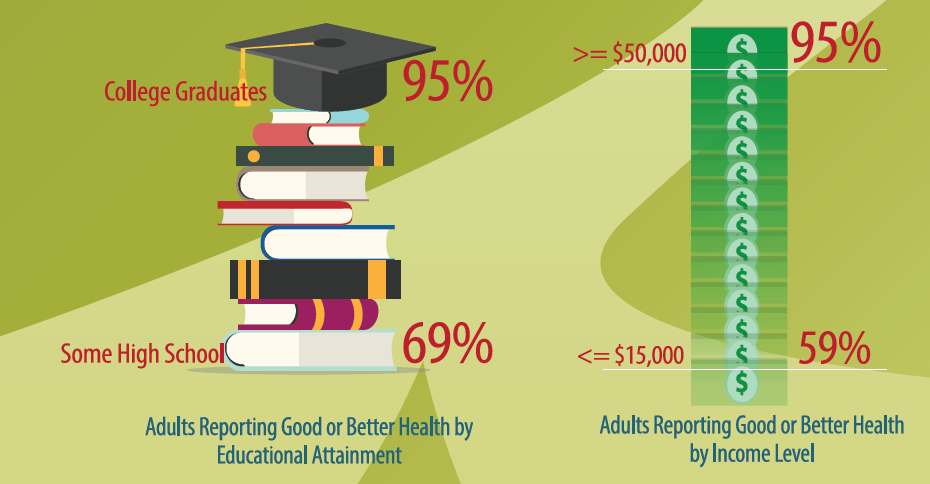 College Graduates 95%
Some High School 69%
Adults Reporting Good or Better Health by
Educational Attainment
>= $50,000 95%
<= $15,000 59%
Adults Reporting Good or Better Health
by Income Level
$
$
$
$
$
$
$
$
$
$
$
$
$
$